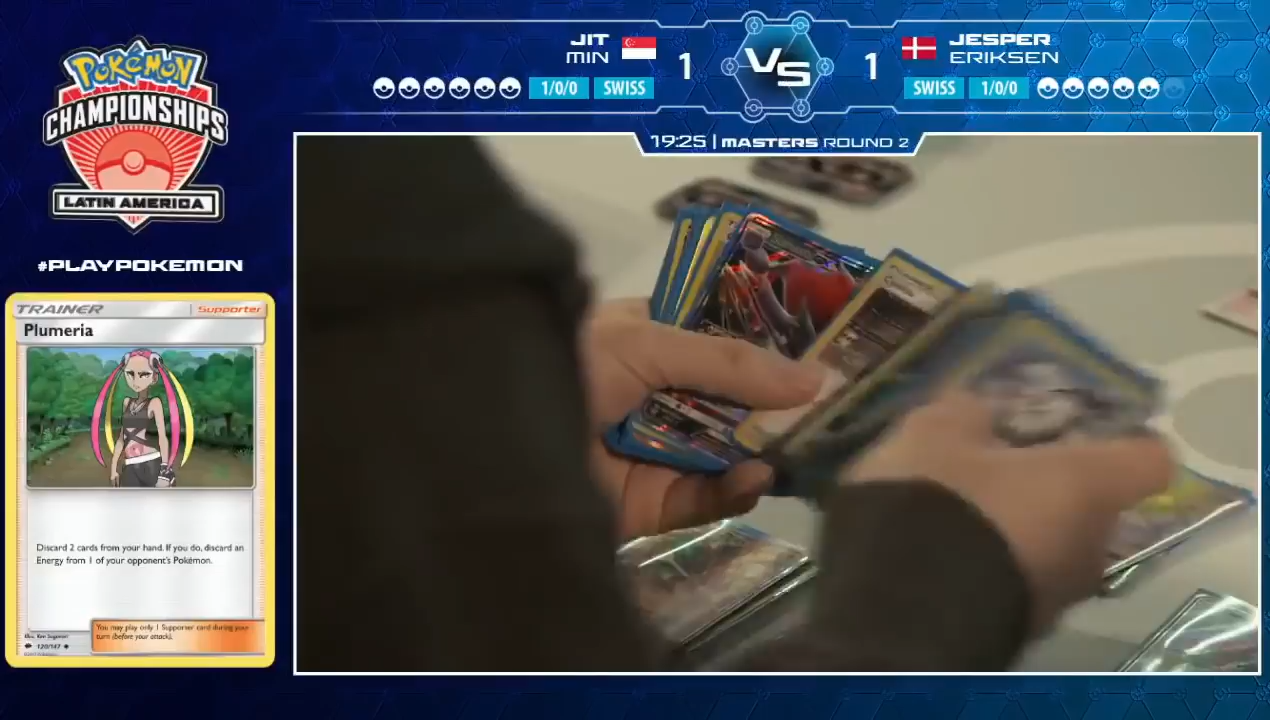 POKÉMON
CHAMPIONSHIPS
LATIN AMERICA
#PLAYPOKEMON
JIT
MIN
1
VS
1
JESPER
ERIKSEN
1/0/0
SWISS
SWISS
1/0/0
19:25 | MASTERS ROUND 2
TRAINER
Supporter
Plumeria
Discard 2 cards from your hand. If you do, discard an
Energy from 1 of your opponent's Pokémon.
You may play only 1 Supporter card during your
turn (before your attack).
120/147